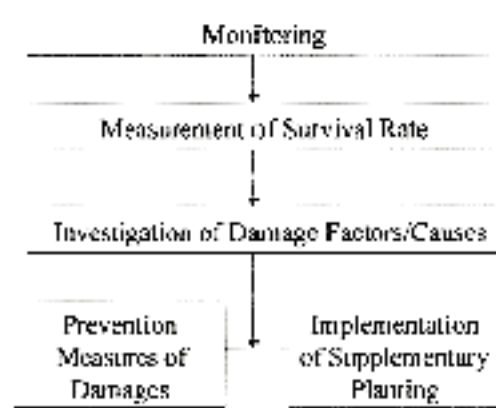 Monitoring
Measurement of Survival Rate
Investigation of Damage Factors/Causes
Prevention
Measures of
Damages
Implementation
of Supplementary
Planting